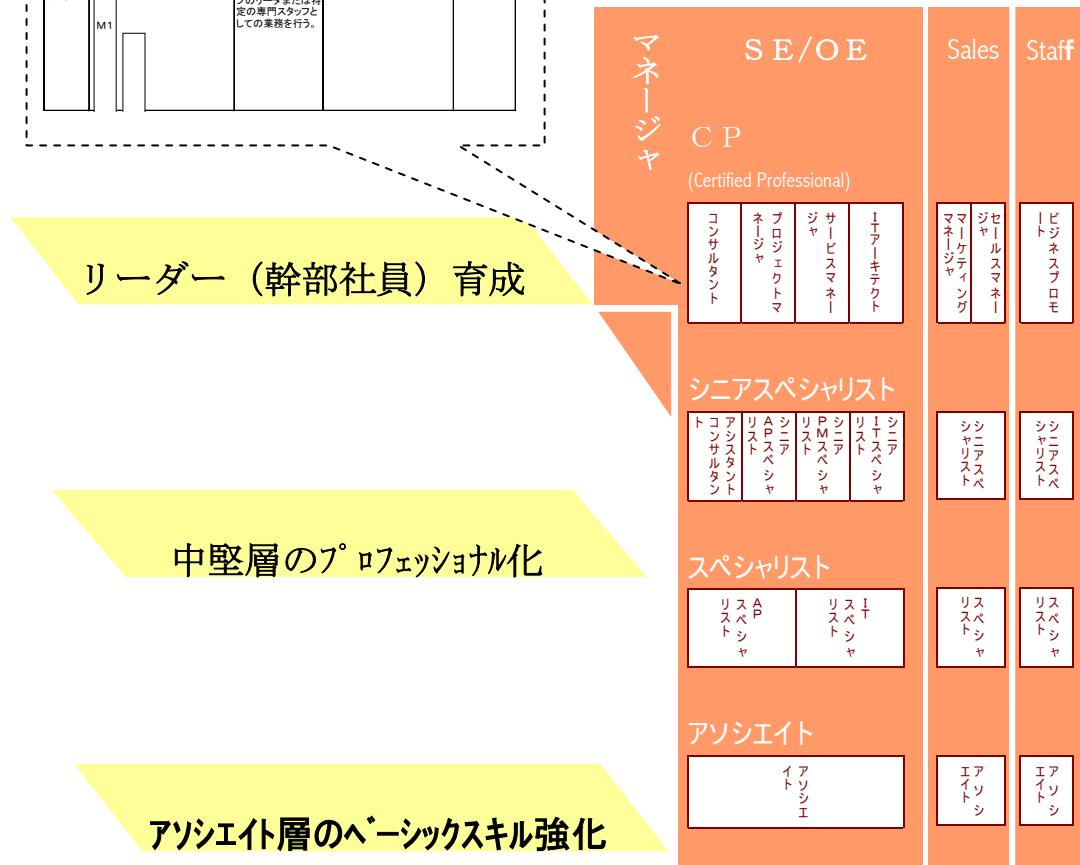 プのリーダまたは特
定の専門スタッフと
しての業務を行う。
M1
マネージャ
ＳＥ/ＯＥ
Sales
Staff
ＣＰ
(Certified Professional)
コンサルタント
プロジェクトマ
ネージャ
サービスマネー
ジャ
ITアーキテクト
マーケティング
マネージャ
セールスマネー
ジャ
ビジネスプロモ
ート
リーダー（幹部社員）育成
シニアスペシャリスト
アシスタント
コンサルタン
ト
シニア
APスペシャ
リスト
シニア
PMスペシャ
リスト
シニア
ITスペシャ
リスト
シニアスペ
シャリスト
シニアスペ
シャリスト
中堅層のﾌﾟﾛﾌｪｯｼｮﾅﾙ化
スペシャリスト
AP
スペシャ
リスト
IT
スペシャ
リスト
スペシャ
リスト
スペシャ
リスト
アソシエイト
アソシエ
イト
アソシ
エイト
アソシ
エイト
ｱｿｼｴｲﾄ層のﾍﾞｰｼｯｸｽｷﾙ強化